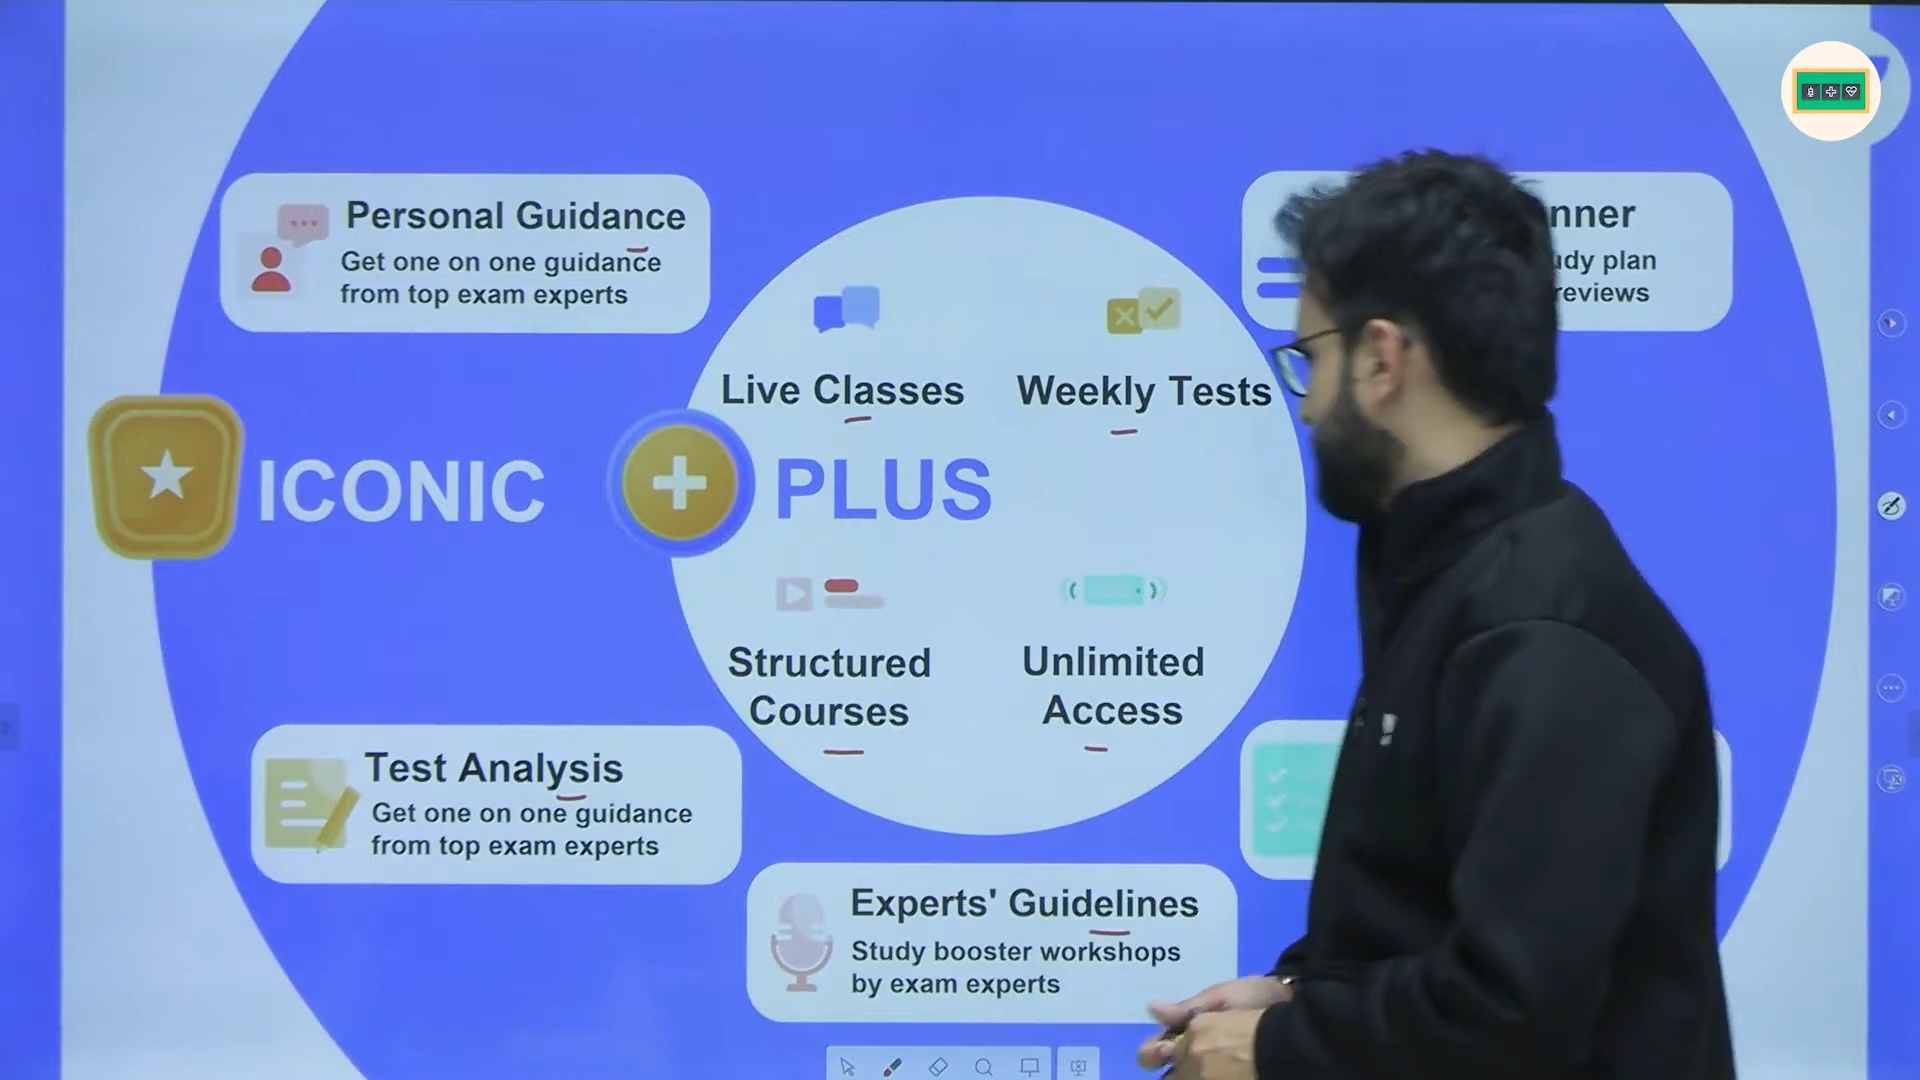 Personal Guidance
Get one on one guidance
from top exam experts
Live Classes
Weekly Tests
ICONIC
PLUS
Structured
Courses
Unlimited
Access
Test Analysis
Get one on one guidance
from top exam experts
Experts' Guidelines
Study booster workshops
by exam experts
plan
reviews